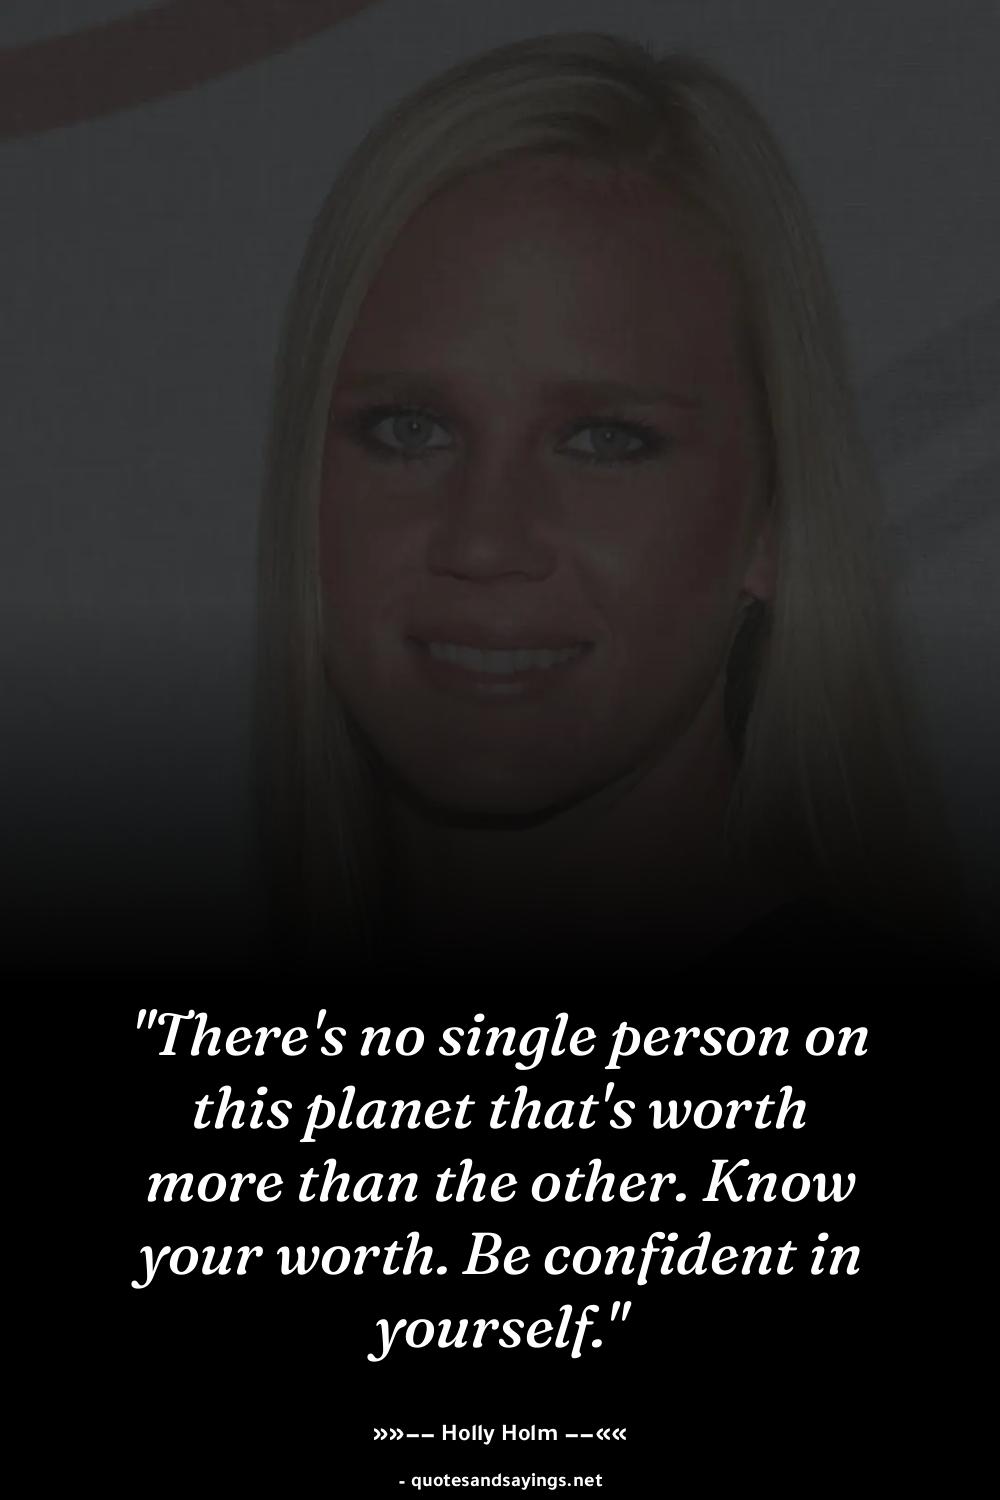 "There's no single person on
this planet that's worth
more than the other. Know
your worth. Be confident in
yourself."
»»–– Holly Holm ––««
- quotesandsayings.net